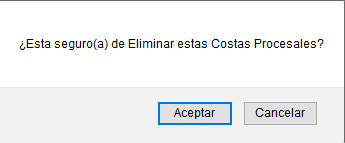 ¿Esta seguro(a) de Eliminar estas Costas Procesales?
Aceptar
Cancelar